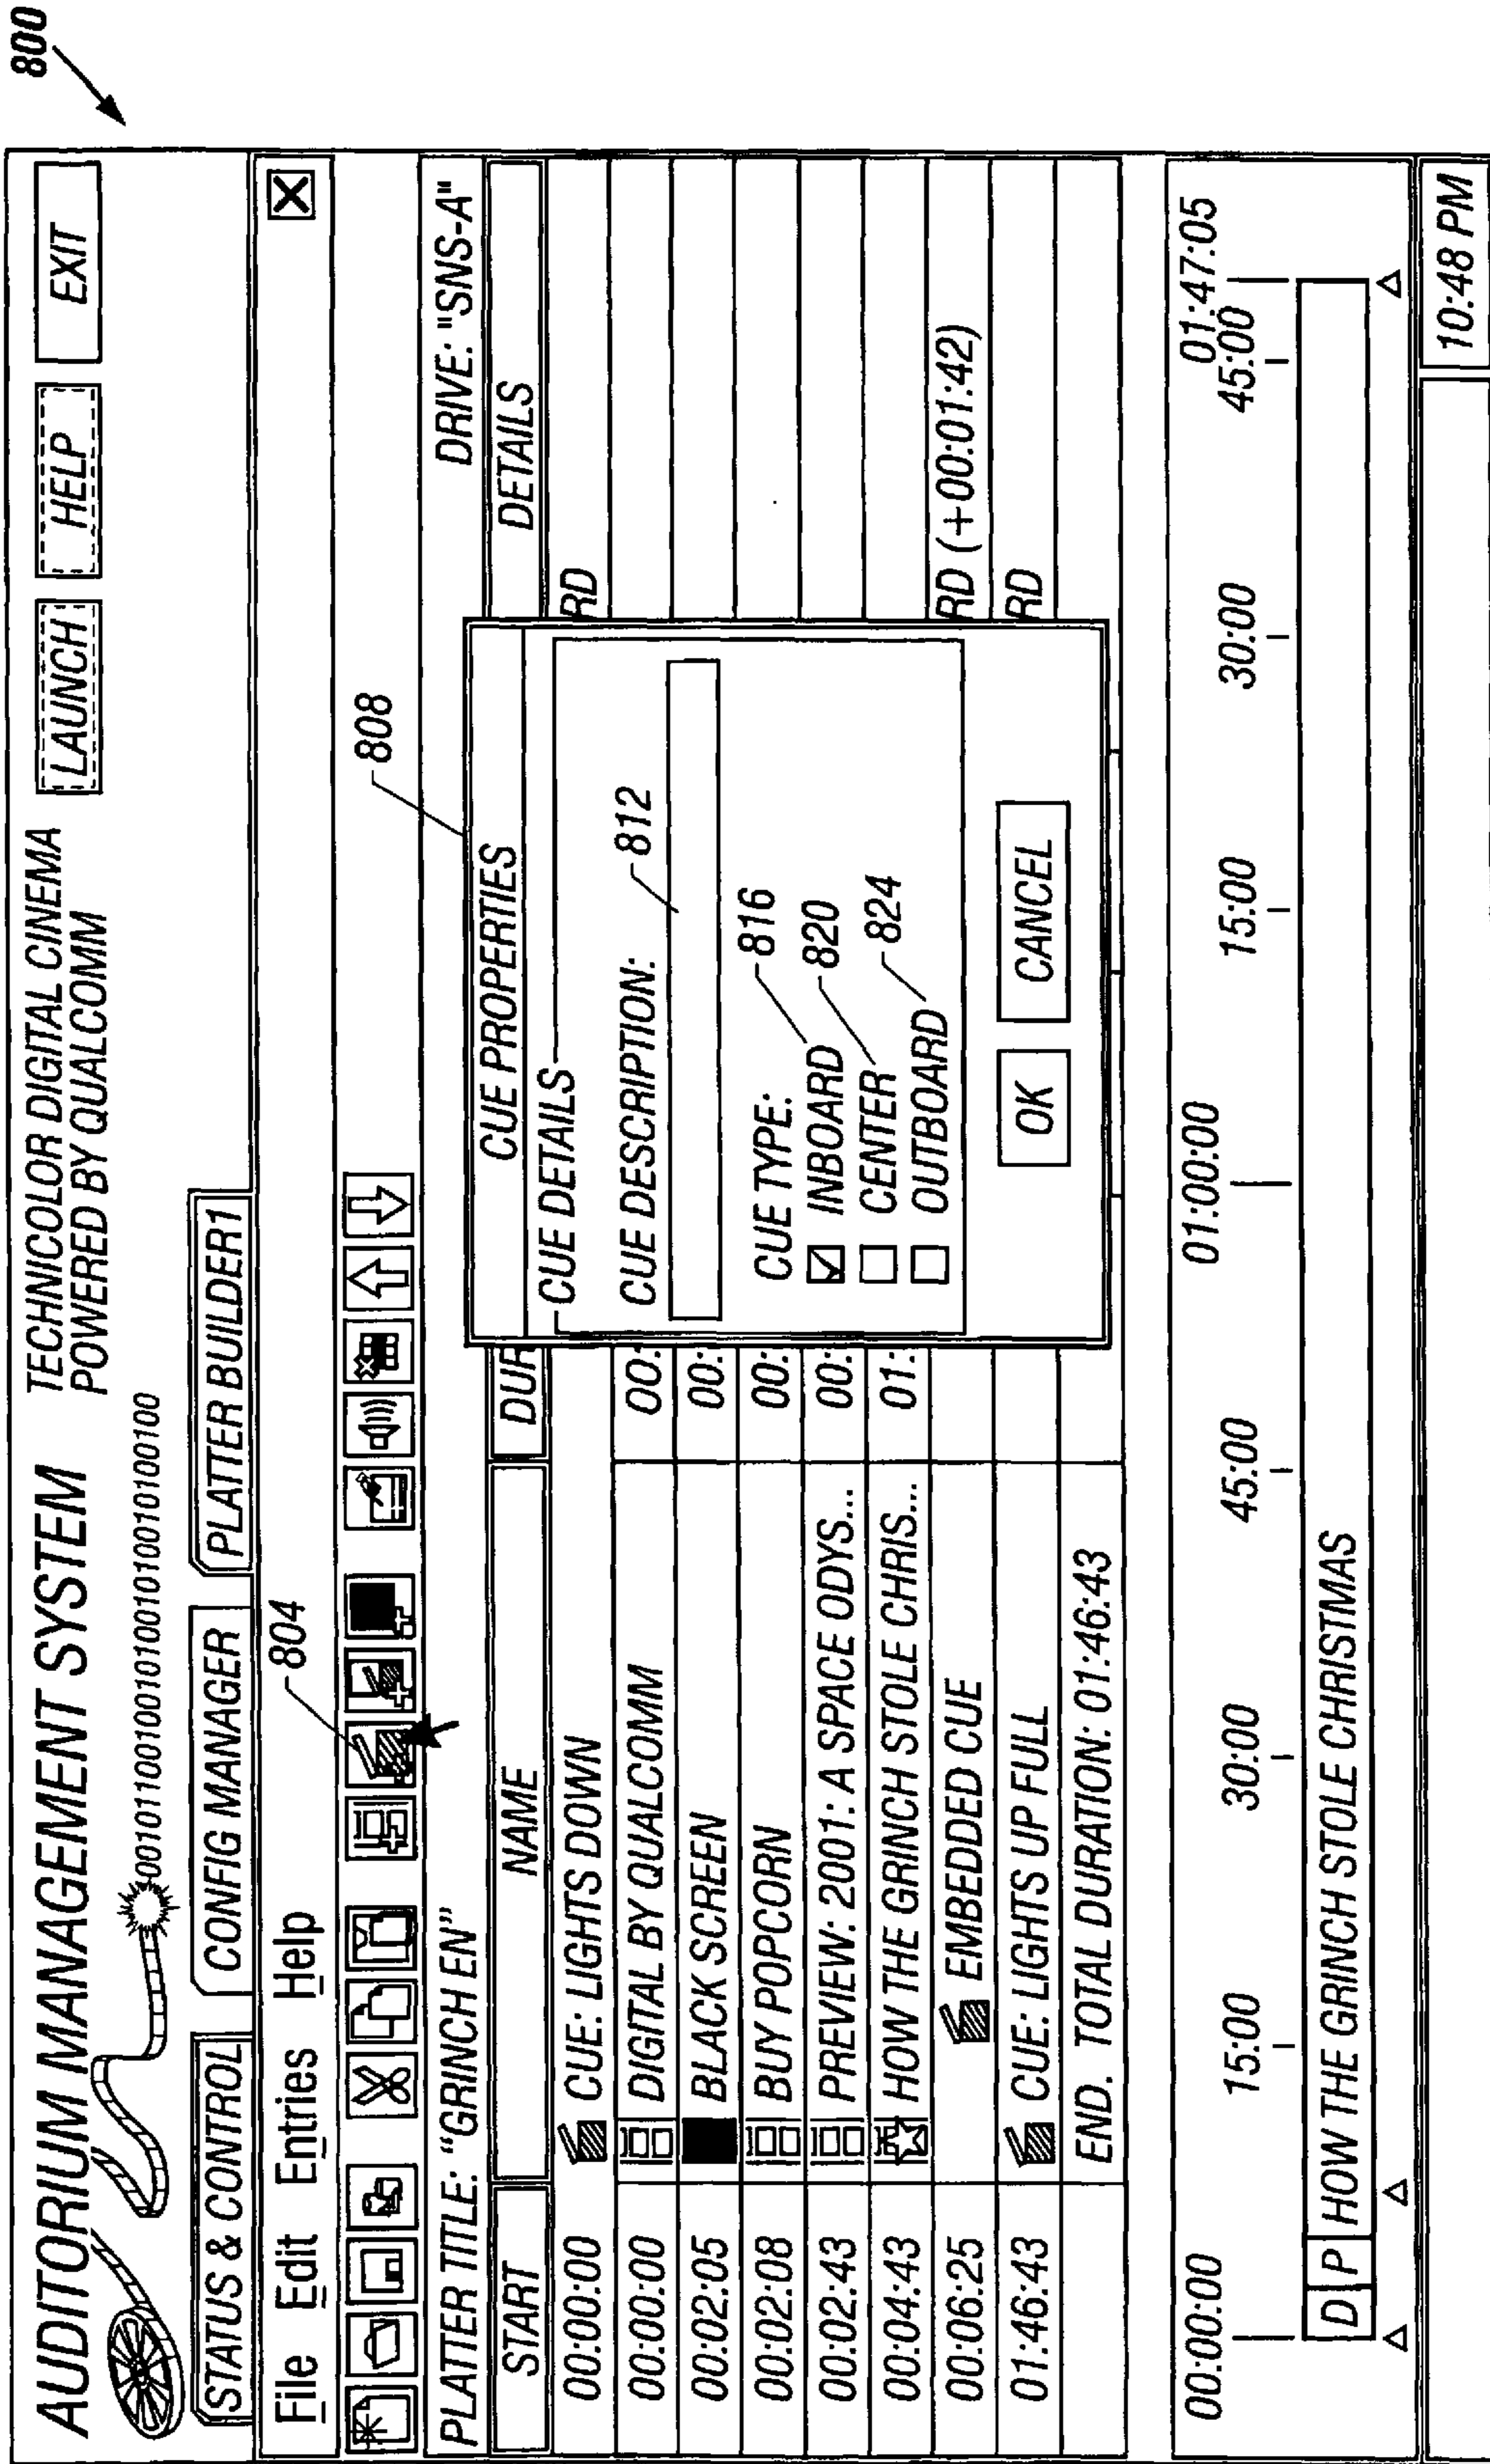 800
AUDITORIUM MANAGEMENT SYSTEM
TECHNICOLOR DIGITAL CINEMA
POWERED BY QUALCOMM
LAUNCH HELP EXIT
STATUS & CONTROL CONFIG MANAGER PLATTER BUILDER1
File Edit Entries Help
804
808
PLATTER TITLE: "GRINCH EN" DRIVE: "SNS-A"
START NAME DUR DETAILS
00:00:00 CUE: LIGHTS DOWN RD
00:00:00 DIGITAL BY QUALCOMM 00:
00:02:05 BLACK SCREEN 00:
00:02:08 BUY POPCORN 00:
00:02:43 PREVIEW: 2001: A SPACE ODYS... 00:
00:04:43 HOW THE GRINCH STOLE CHRIS... 01:
00:06:25 EMBEDDED CUE RD (+00:01:42)
01:46:43 CUE: LIGHTS UP FULL RD
END. TOTAL DURATION: 01:46:43
CUE PROPERTIES
CUE DETAILS
CUE DESCRIPTION: 812
CUE TYPE:
INBOARD 816
CENTER 820
OUTBOARD 824
OK CANCEL
00:00:00 15:00 30:00 45:00 01:00:00 15:00 30:00 45:00 01:47:05
D P HOW THE GRINCH STOLE CHRISTMAS
10:48 PM